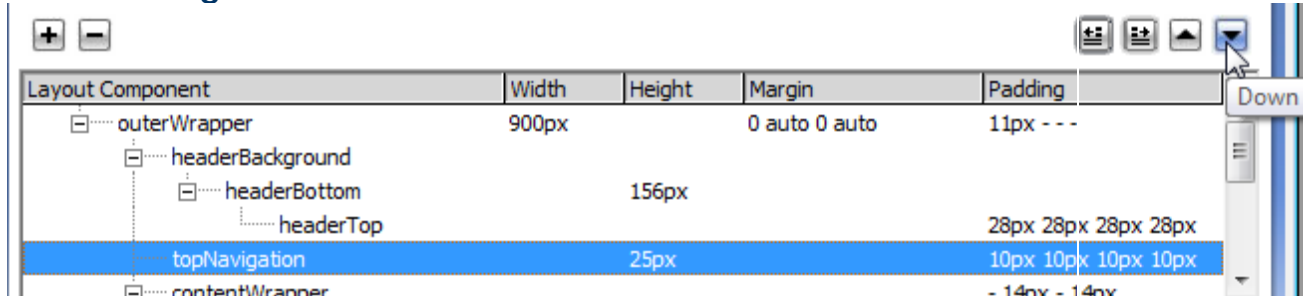 Layout Component Width Height Margin Padding
Down
outerWrapper 900px 0 auto 0 auto 11px - - -
headerBackground
headerBottom 156px
headerTop 28px 28px 28px 28px
topNavigation 25px 10px 10px 10px 10px
contentWrapper - 14px - 14px